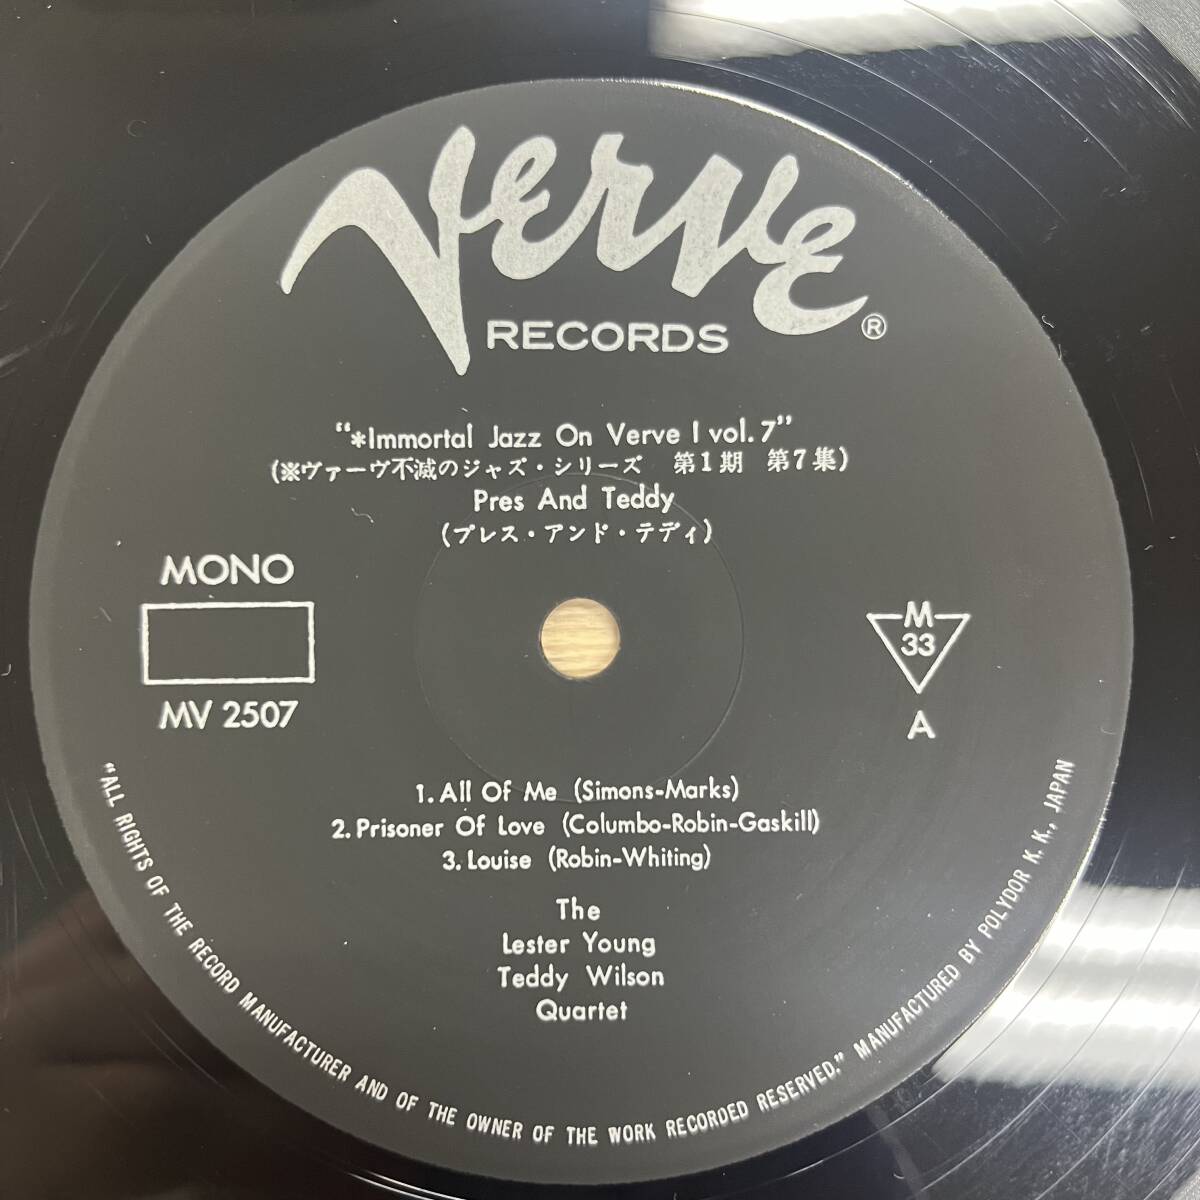 Verve
RECORDS ®
“*Immortal Jazz On Verve I vol.7”
(※ヴァーヴ不滅のジャズ・シリーズ 第1期 第7集)
Pres And Teddy
(プレス・アンド・テディ)
MONO
MV 2507
M
33
A
1. All Of Me (Simons-Marks)
2. Prisoner Of Love (Columbo-Robin-Gaskill)
3. Louise (Robin-Whiting)
The
Lester Young
Teddy Wilson
Quartet
“ALL RIGHTS OF THE RECORD MANUFACTURER AND OF THE OWNER OF THE WORK RECORDED RESERVED.” MANUFACTURED BY POLYDOR K. K., JAPAN